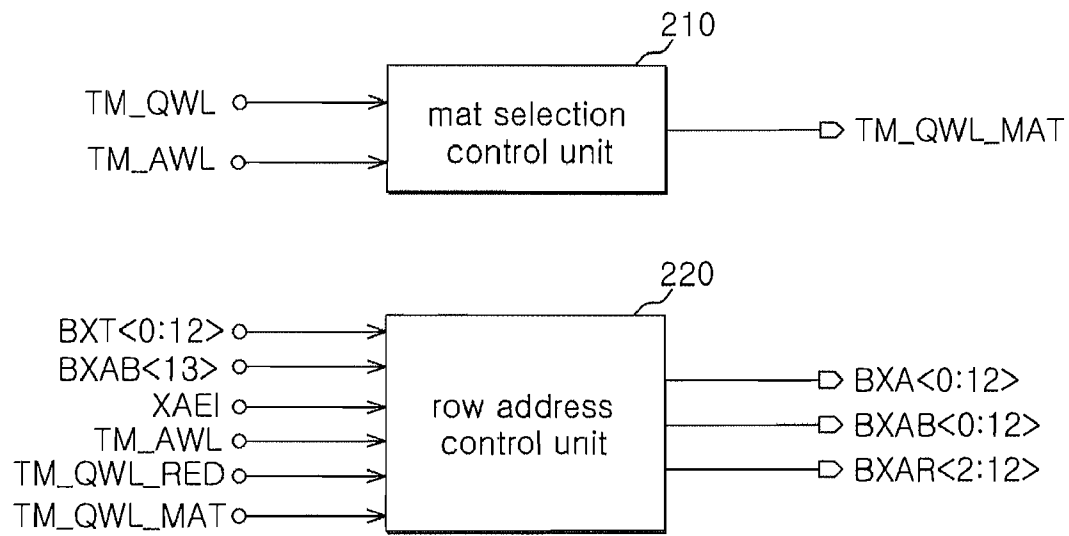 210
TM_QWL
TM_AWL
mat selection
control unit
TM_QWL_MAT
220
BXT<0:12>
BXAB<13>
XAEI
TM_AWL
TM_QWL_RED
TM_QWL_MAT
row address
control unit
BXA<0:12>
BXAB<0:12>
BXAR<2:12>